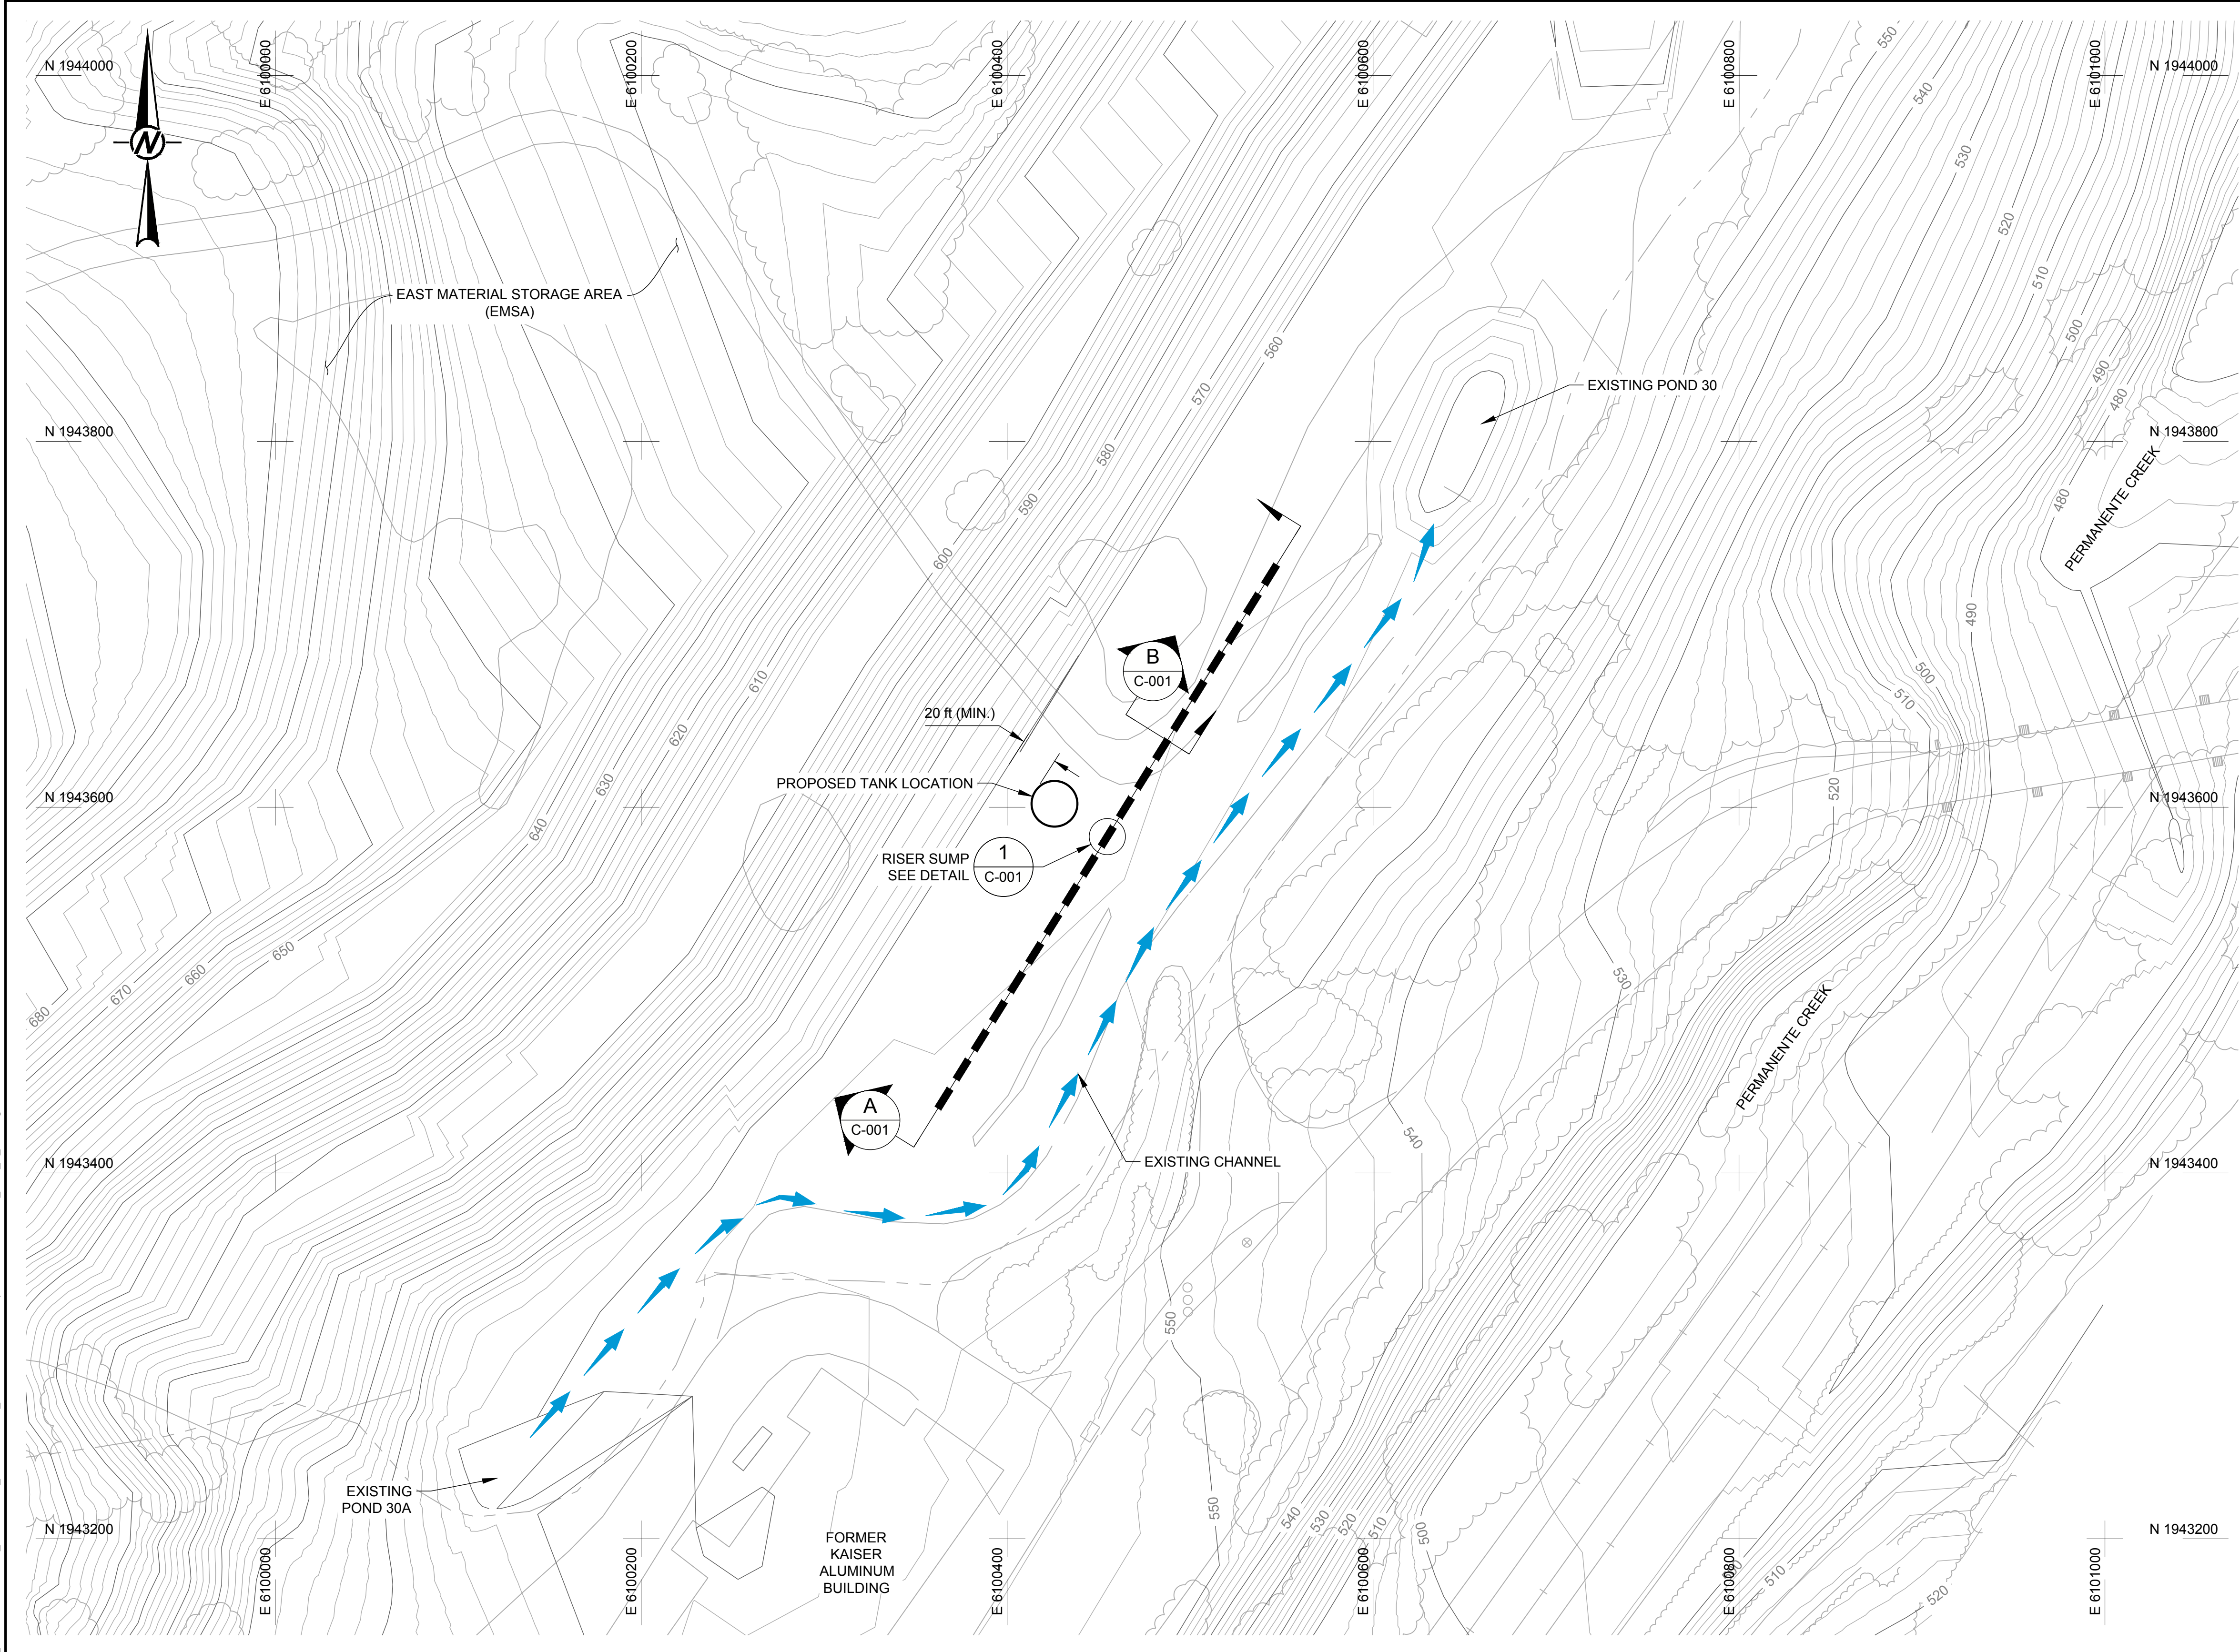 E 6100000
E 6100200
E 6100400
E 6100600
E 6100800
E 6101000
N 1944000
N 1944000
N
550
540
530
520
510
500
490
480
EAST MATERIAL STORAGE AREA
(EMSA)
560
570
580
590
600
EXISTING POND 30
N 1943800
N 1943800
480
PERMANENTE CREEK
490
500
510
520
B
C-001
610
620
630
640
650
660
670
680
20 ft (MIN.)
PROPOSED TANK LOCATION
N 1943600
N 1943600
RISER SUMP
SEE DETAIL
1
C-001
530
PERMANENTE CREEK
540
A
C-001
EXISTING CHANNEL
N 1943400
N 1943400
550
550
540
530
520
510
500
510
520
EXISTING
POND 30A
N 1943200
N 1943200
FORMER
KAISER
ALUMINUM
BUILDING
E 6100000
E 6100200
E 6100400
E 6100600
E 6100800
E 6101000